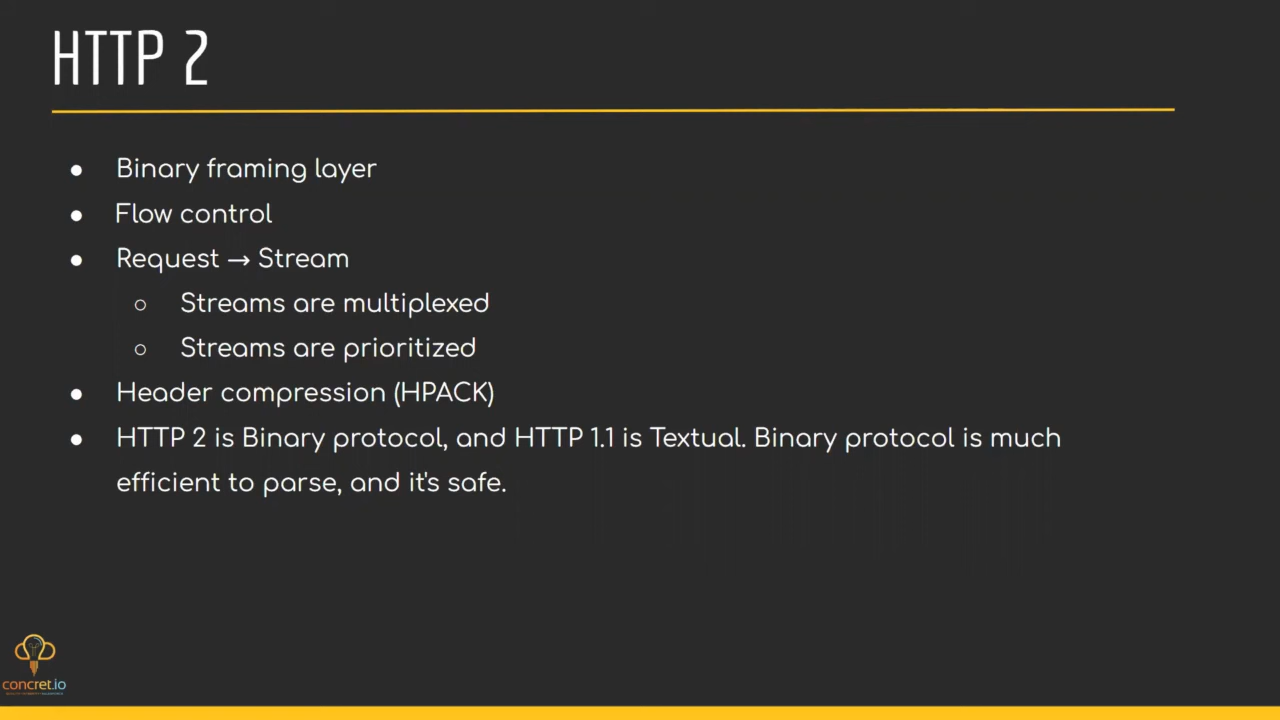 HTTP 2
● Binary framing layer
● Flow control
● Request → Stream
○ Streams are multiplexed
○ Streams are prioritized
● Header compression (HPACK)
● HTTP 2 is Binary protocol, and HTTP 1.1 is Textual. Binary protocol is much
efficient to parse, and it's safe.
concret.io